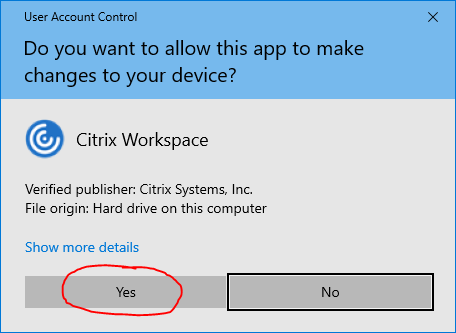 User Account Control
Do you want to allow this app to make
changes to your device?
Citrix Workspace
Verified publisher: Citrix Systems, Inc.
File origin: Hard drive on this computer
Show more details
Yes
No